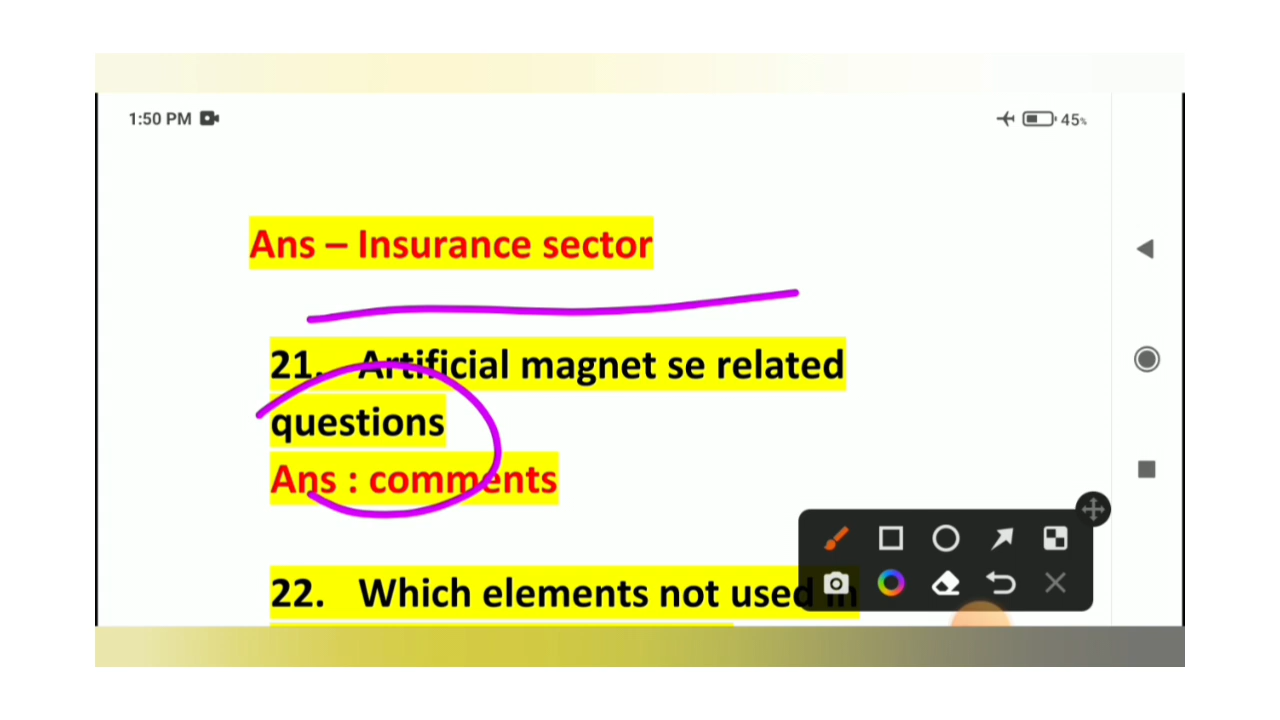 1:50 PM
45%
Ans – Insurance sector
21. Artificial magnet se related
questions
Ans : comments
22. Which elements not used in